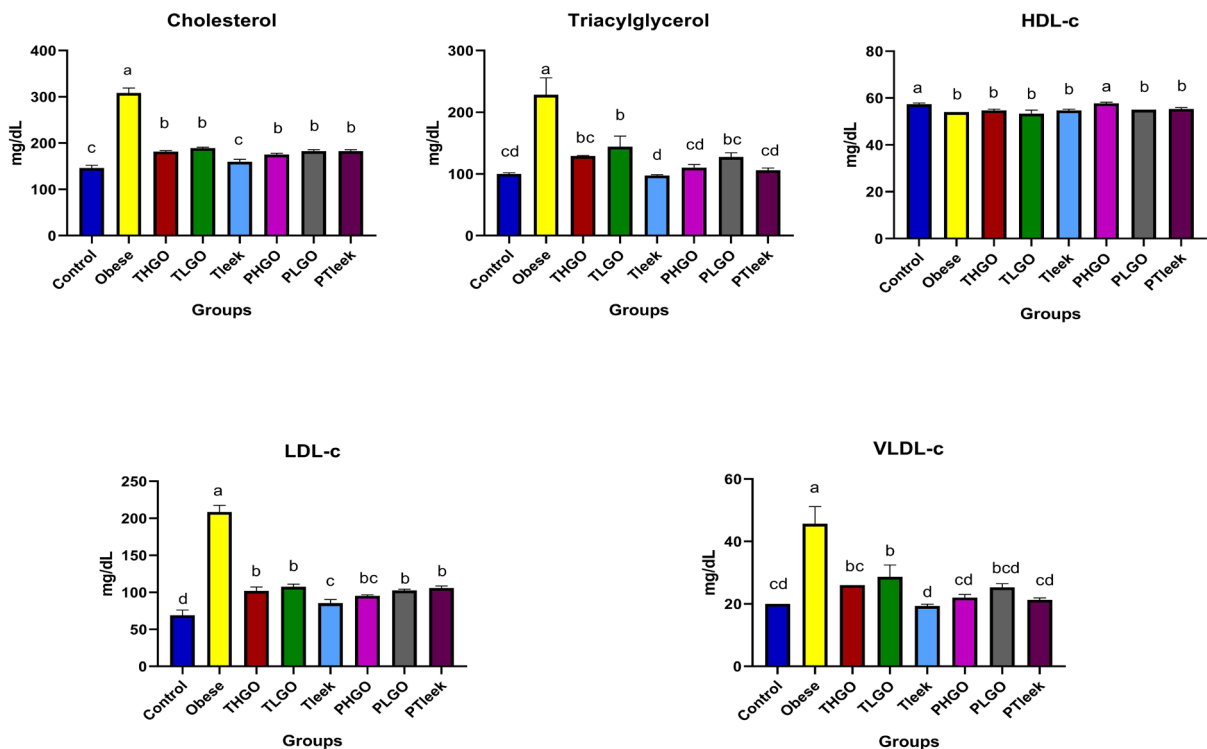 Cholesterol
400
300
200
100
0
mg/dL
c
a
b
b
c
b
b
b
Control
Obese
THGO
TLGO
Tleek
PHGO
PLGO
PTleek
Groups
Triacylglycerol
300
200
100
0
mg/dL
cd
a
bc
b
d
cd
bc
cd
Control
Obese
THGO
TLGO
Tleek
PHGO
PLGO
PTleek
Groups
HDL-c
80
60
40
20
0
mg/dL
a
b
b
b
b
a
b
b
Control
Obese
THGO
TLGO
Tleek
PHGO
PLGO
PTleek
Groups
LDL-c
250
200
150
100
50
0
mg/dL
d
a
b
b
c
bc
b
b
Control
Obese
THGO
TLGO
Tleek
PHGO
PLGO
PTleek
Groups
VLDL-c
60
40
20
0
mg/dL
cd
a
bc
b
d
cd
bcd
cd
Control
Obese
THGO
TLGO
Tleek
PHGO
PLGO
PTleek
Groups